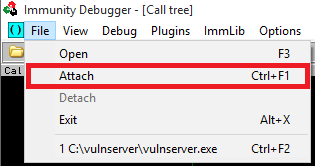 Immunity Debugger - [Call tree]
File View Debug Plugins ImmLib Options
Open F3
Attach Ctrl+F1
Detach
Exit Alt+X
1 C:\vulnserver\vulnserver.exe Ctrl+F2
Cal